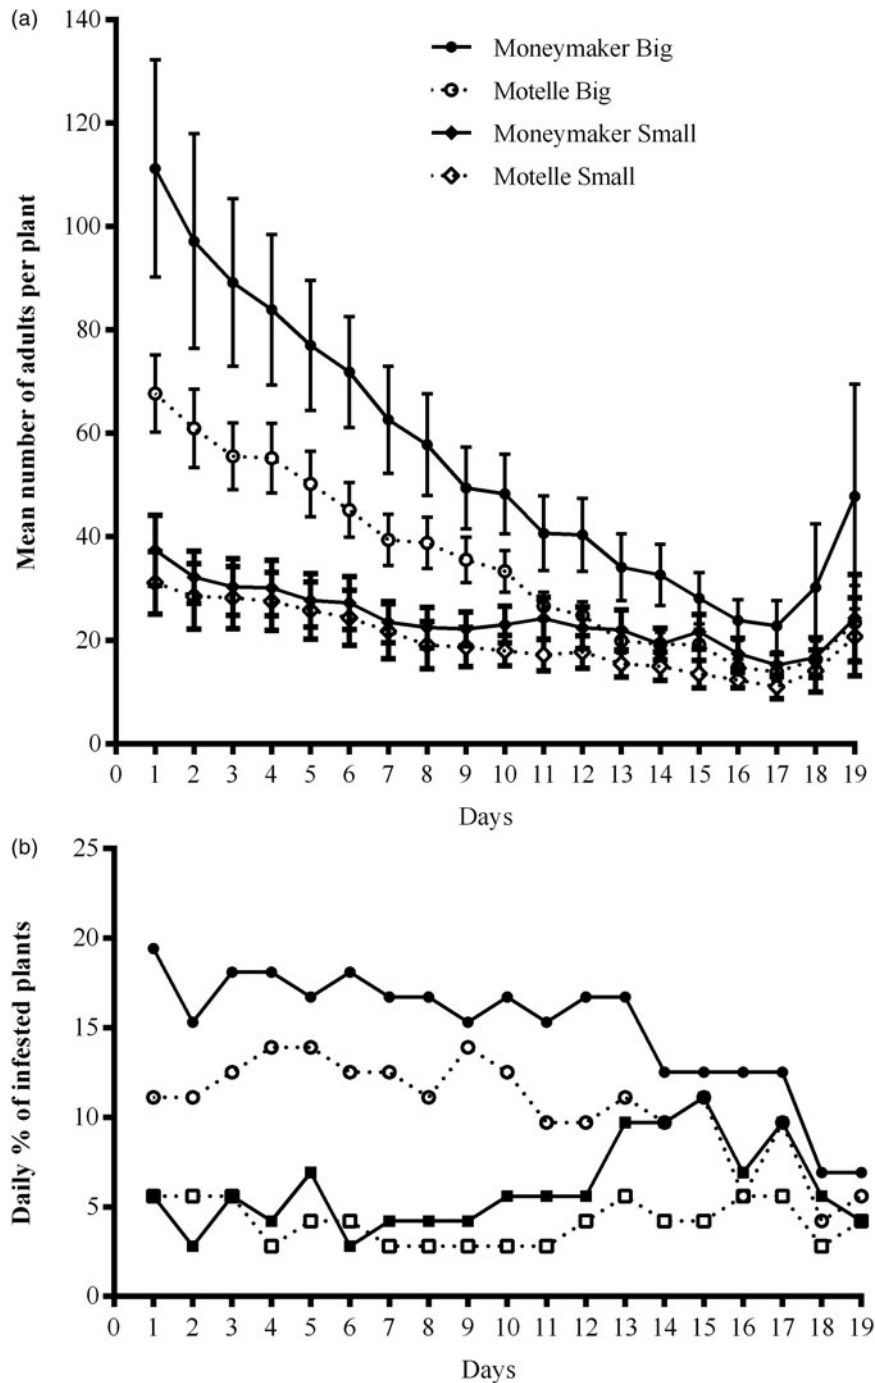 (a)
Mean number of adults per plant
140
120
100
80
60
40
20
0
Moneymaker Big
Motelle Big
Moneymaker Small
Motelle Small
0 1 2 3 4 5 6 7 8 9 10 11 12 13 14 15 16 17 18 19
Days
(b)
Daily % of infested plants
25
20
15
10
5
0
0 1 2 3 4 5 6 7 8 9 10 11 12 13 14 15 16 17 18 19
Days